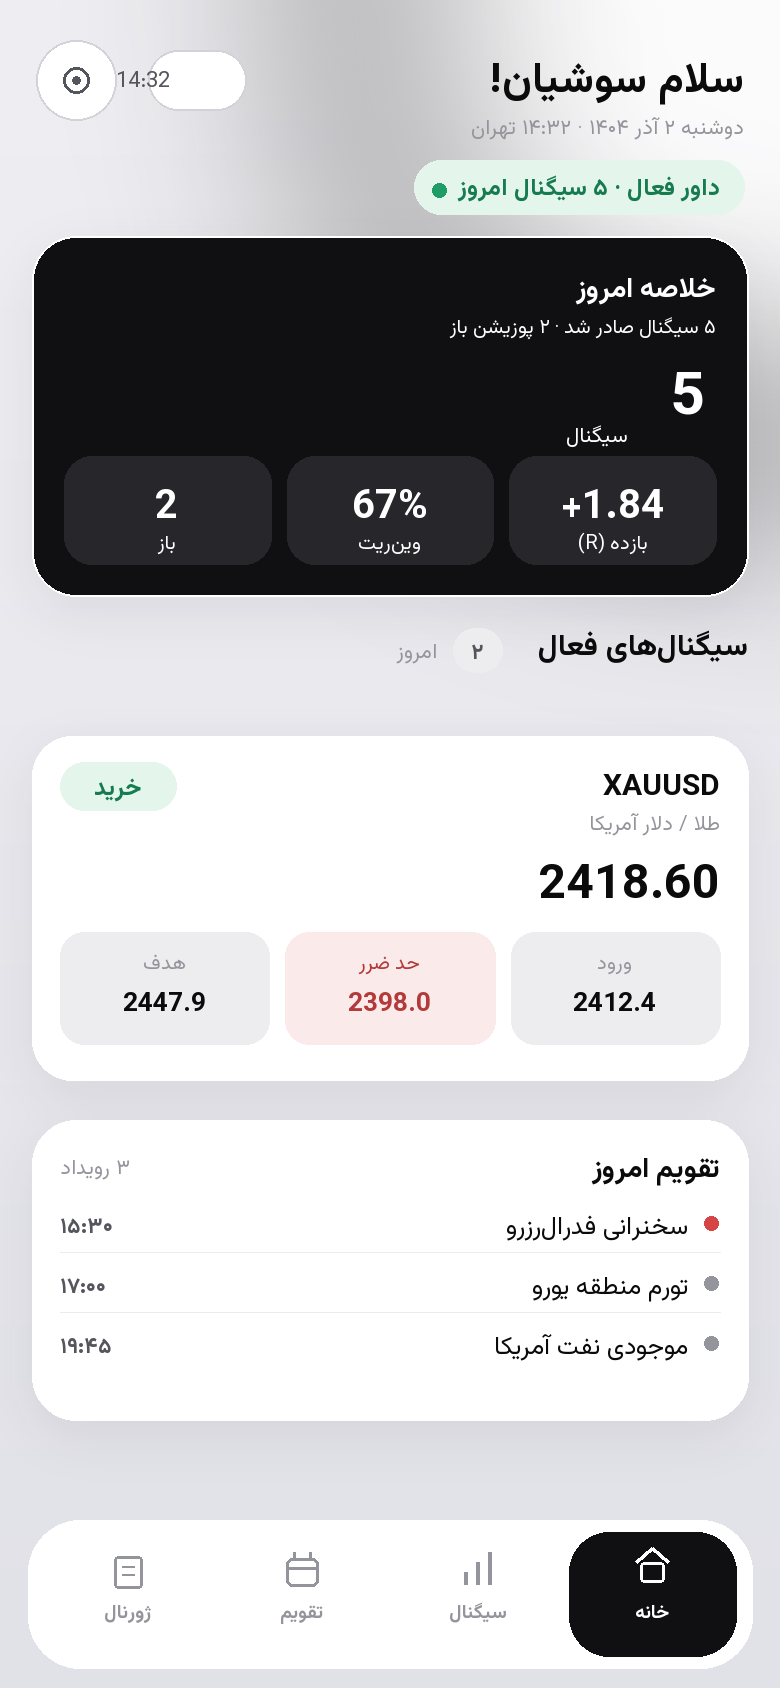 سلام سوشیان!
14:32
دوشنبه ۲ آذر ۱۴۰۴ · ۱۴:۳۲ تهران
داور فعال · ۵ سیگنال امروز
خلاصه امروز
۵ سیگنال صادر شد · ۲ پوزیشن باز
5
سیگنال
+1.84
بازده (R)
67%
وین‌ریت
2
باز
سیگنال‌های فعال
۲
امروز
XAUUSD
خرید
طلا / دلار آمریکا
2418.60
ورود
2412.4
حد ضرر
2398.0
هدف
2447.9
تقویم امروز
۳ رویداد
سخنرانی فدرال‌رزرو
۱۵:۳۰
تورم منطقه یورو
۱۷:۰۰
موجودی نفت آمریکا
۱۹:۴۵
خانه
سیگنال
تقویم
ژورنال